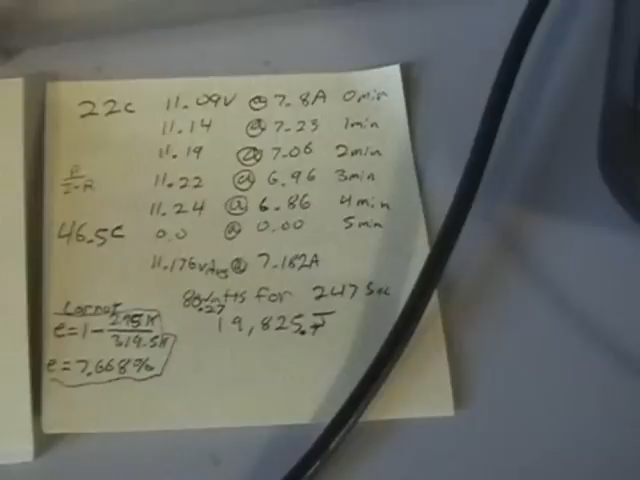 22c 11.09V @ 7.8A 0min
11.14 @ 7.23 1min
11.19 @ 7.06 2min
11.22 @ 6.96 3min
11.24 @ 6.86 4min
46.5C 0.0 @ 0.00 5min
11.176VAvg @ 7.182A
80.27 watts for 247 Sec
19,825.J
Carnot
e=1-295K/319.5K
e=7.668%